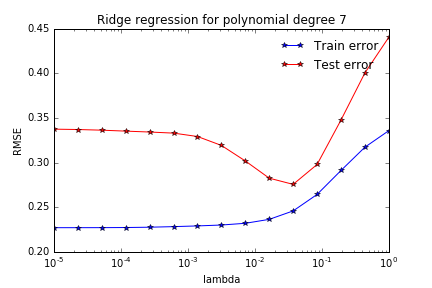 Ridge regression for polynomial degree 7
0.45
0.40
0.35
0.30
0.25
0.20
RMSE
Train error
Test error
10^-5
10^-4
10^-3
10^-2
10^-1
10^0
lambda